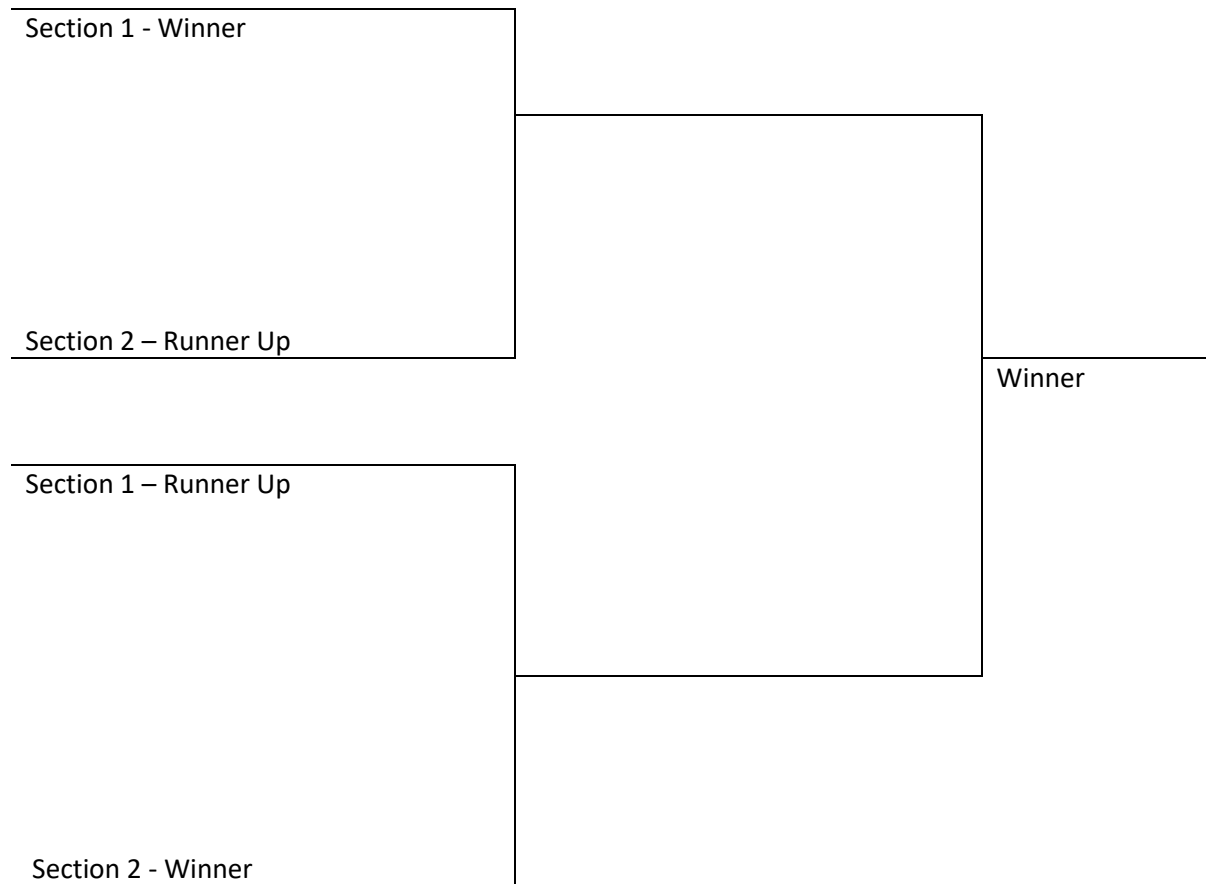 Section 1 - Winner
Section 2 – Runner Up
Winner
Section 1 – Runner Up
Section 2 - Winner